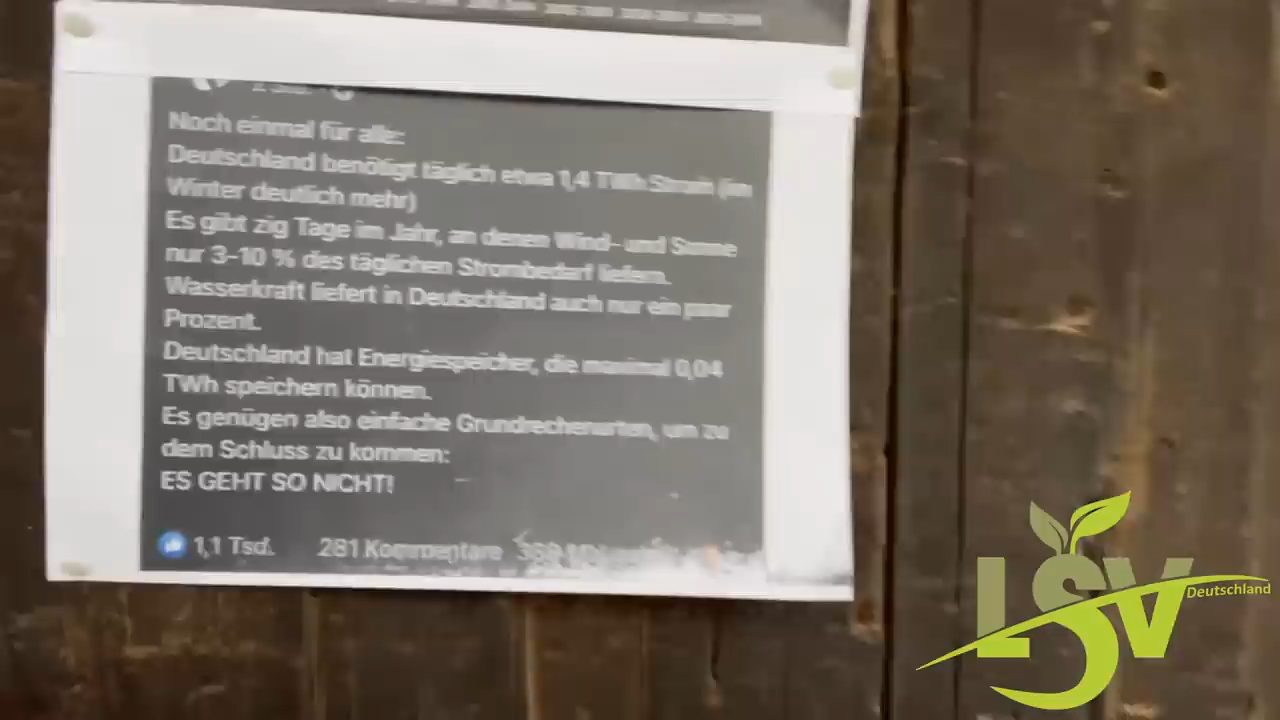 Noch einmal für alle:
Deutschland benötigt täglich etwa 1,4 TWh Strom (im
Winter deutlich mehr)
Es gibt zig Tage im Jahr, an denen Wind- und Sonne
nur 3-10 % des täglichen Strombedarf liefern.
Wasserkraft liefert in Deutschland auch nur ein paar
Prozent.
Deutschland hat Energiespeicher, die maximal 0,04
TWh speichern können.
Es genügen also einfache Grundrechenarten, um zu
dem Schluss zu kommen:
ES GEHT SO NICHT!
1,1 Tsd. 281 Kommentare
LSV
Deutschland